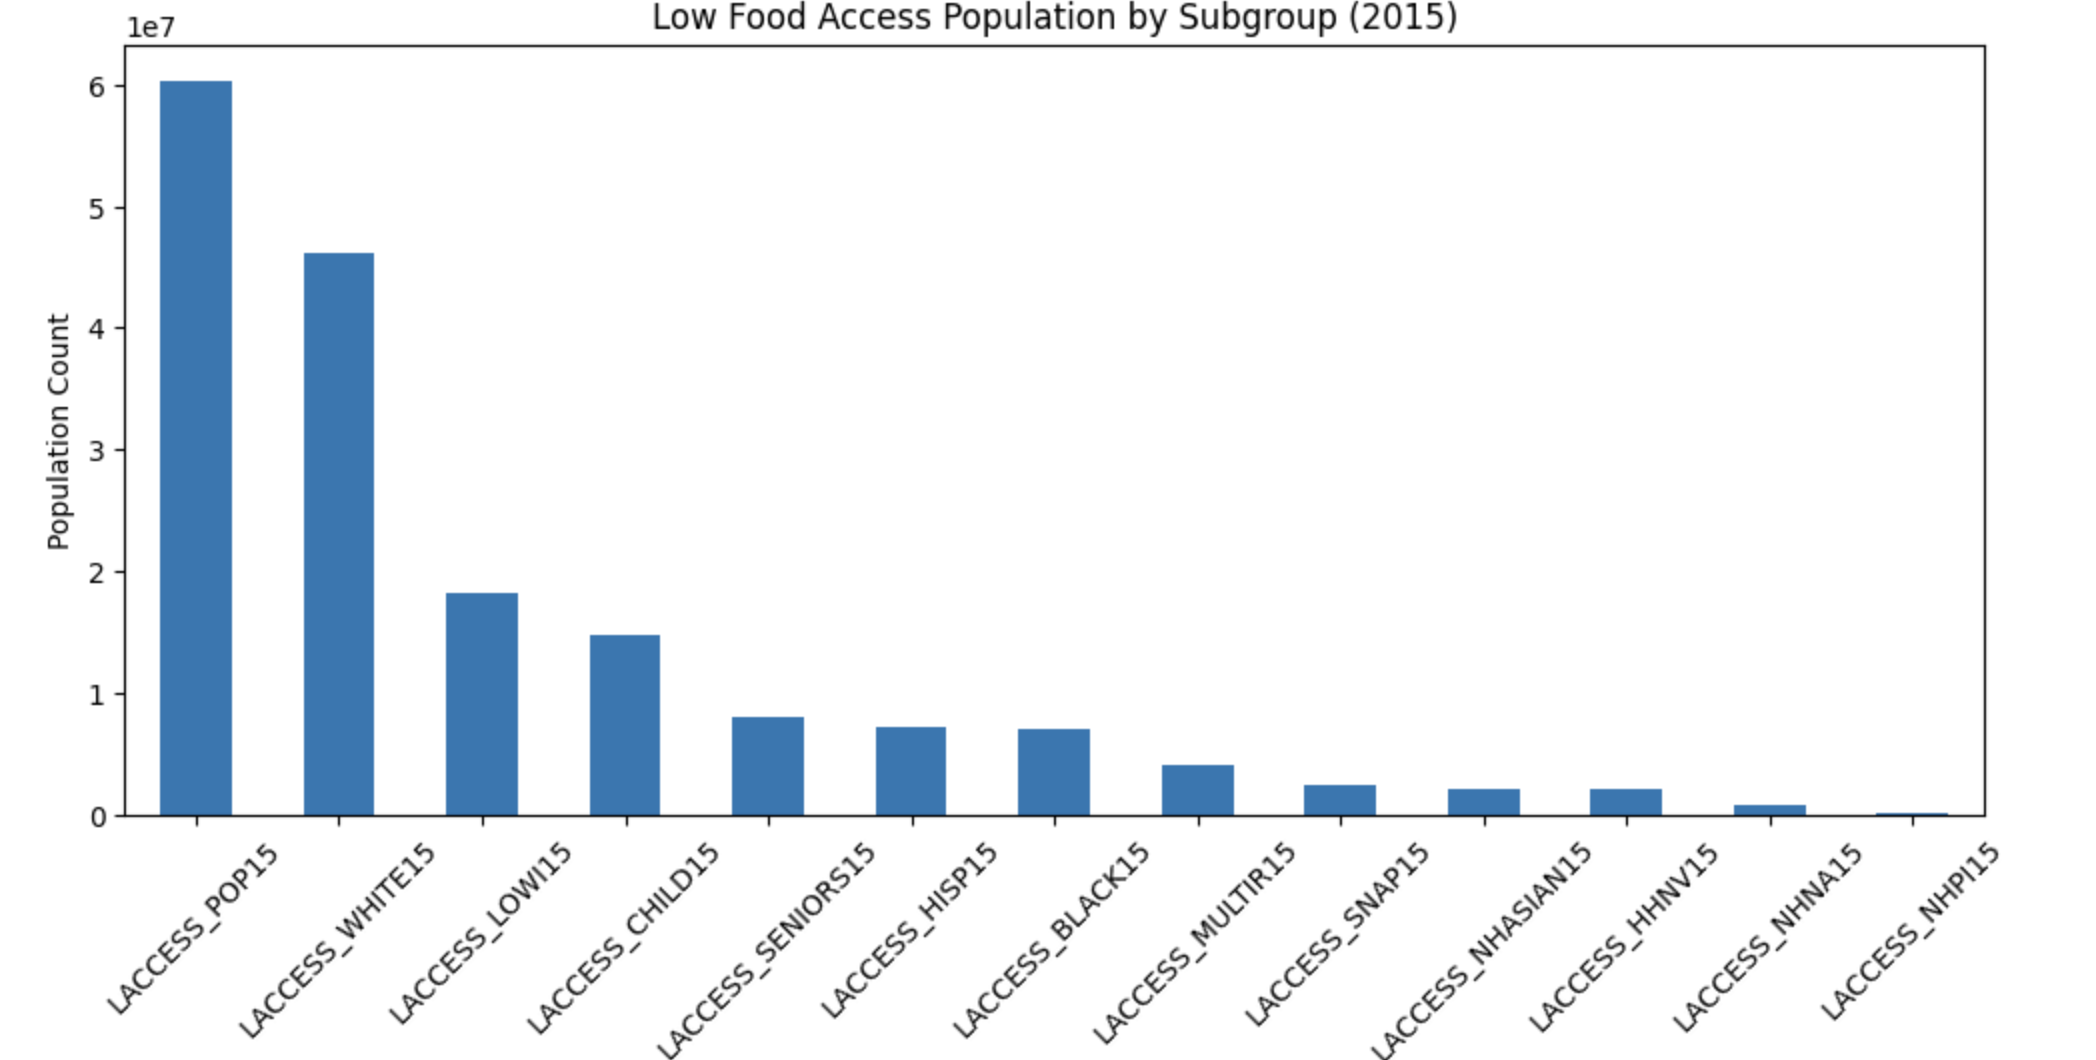 Low Food Access Population by Subgroup (2015)
1e7
6
5
4
3
2
1
0
Population Count
LACCESS_POP15
LACCESS_WHITE15
LACCESS_LOWI15
LACCESS_CHILD15
LACCESS_SENIORS15
LACCESS_HISP15
LACCESS_BLACK15
LACCESS_MULTIR15
LACCESS_SNAP15
LACCESS_NHASIAN15
LACCESS_HHNV15
LACCESS_NHNA15
LACCESS_NHPI15